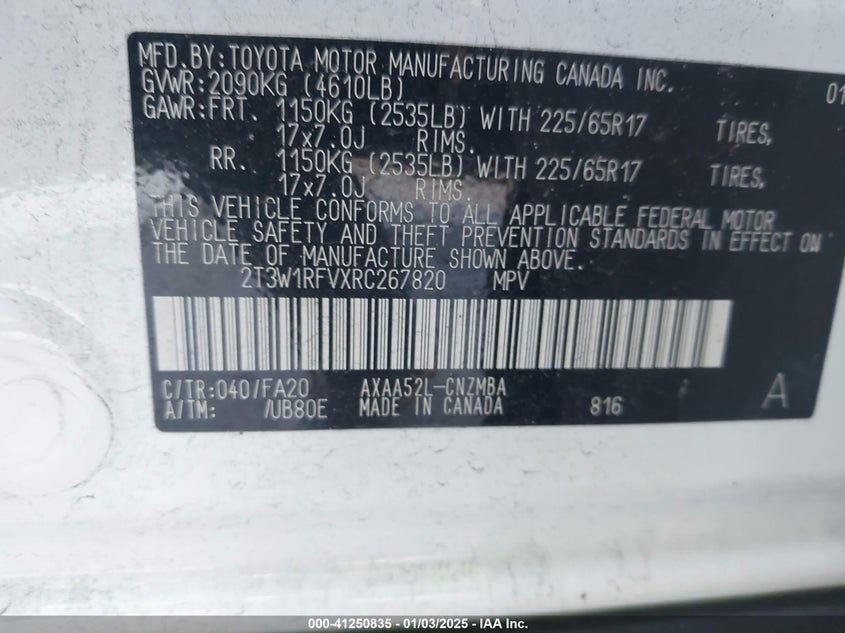 MFD.BY:TOYOTA MOTOR MANUFACTURING CANADA INC.
GVWR:2090KG (4610LB) 01
GAWR:FRT. 1150KG (2535LB) WITH 225/65R17 TIRES,
17x7.0J RIMS.
RR. 1150KG (2535LB) WITH 225/65R17 TIRES,
17x7.0J RIMS.
THIS VEHICLE CONFORMS TO ALL APPLICABLE FEDERAL MOTOR
VEHICLE SAFETY AND THEFT PREVENTION STANDARDS IN EFFECT ON
THE DATE OF MANUFACTURE SHOWN ABOVE.
2T3W1RFVXRC267820 MPV
C/TR:040/FA20 AXAA52L-CNZMBA
A/TM: /UB80E MADE IN CANADA 816 A
000-41250835 - 01/03/2025 - IAA Inc.